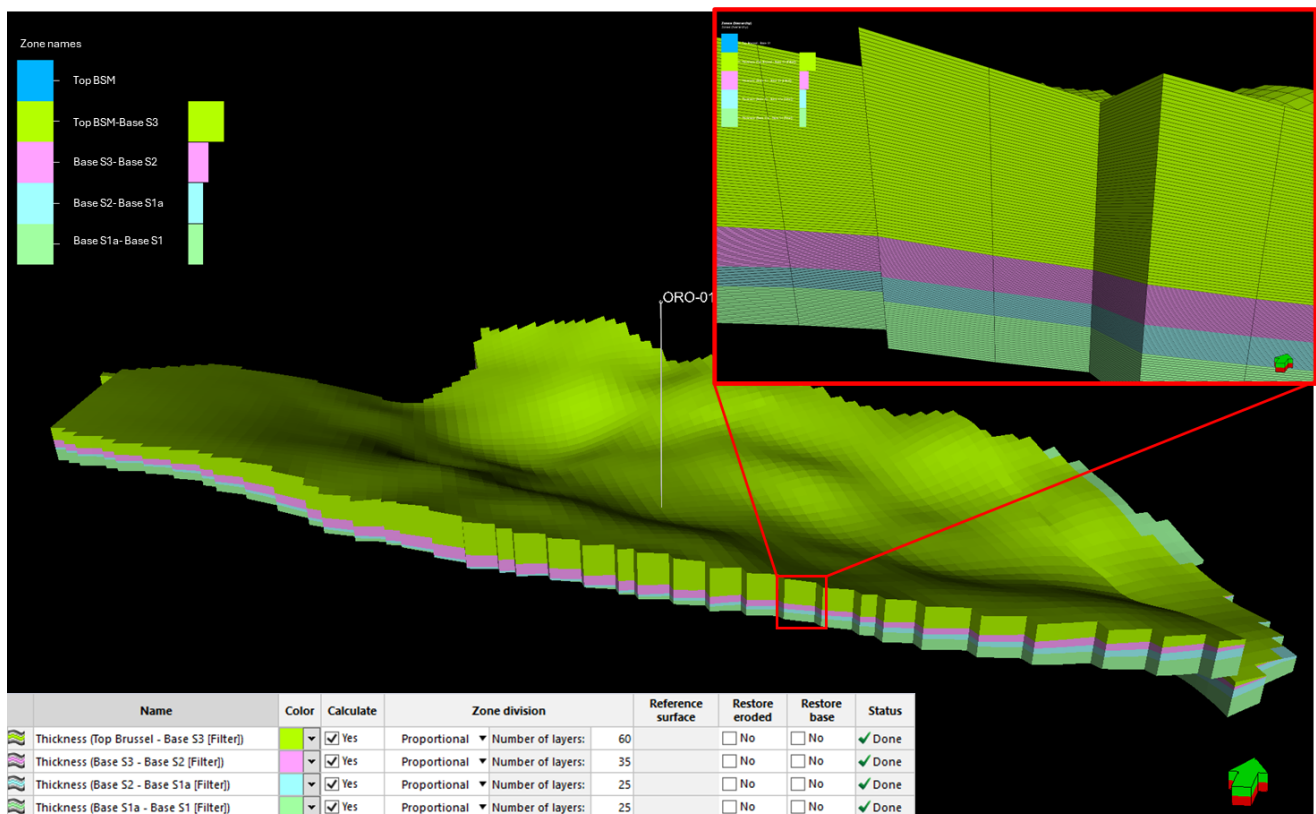 Zone names
Top BSM
Top BSM-Base S3
Base S3- Base S2
Base S2- Base S1a
Base S1a- Base S1
ORO-01
Name Color Calculate Zone division Reference surface Restore eroded Restore base Status
Thickness (Top Brussel - Base S3 [Filter]) Yes Proportional Number of layers: 60 No No Done
Thickness (Base S3 - Base S2 [Filter]) Yes Proportional Number of layers: 35 No No Done
Thickness (Base S2 - Base S1a [Filter]) Yes Proportional Number of layers: 25 No No Done
Thickness (Base S1a - Base S1 [Filter]) Yes Proportional Number of layers: 25 No No Done